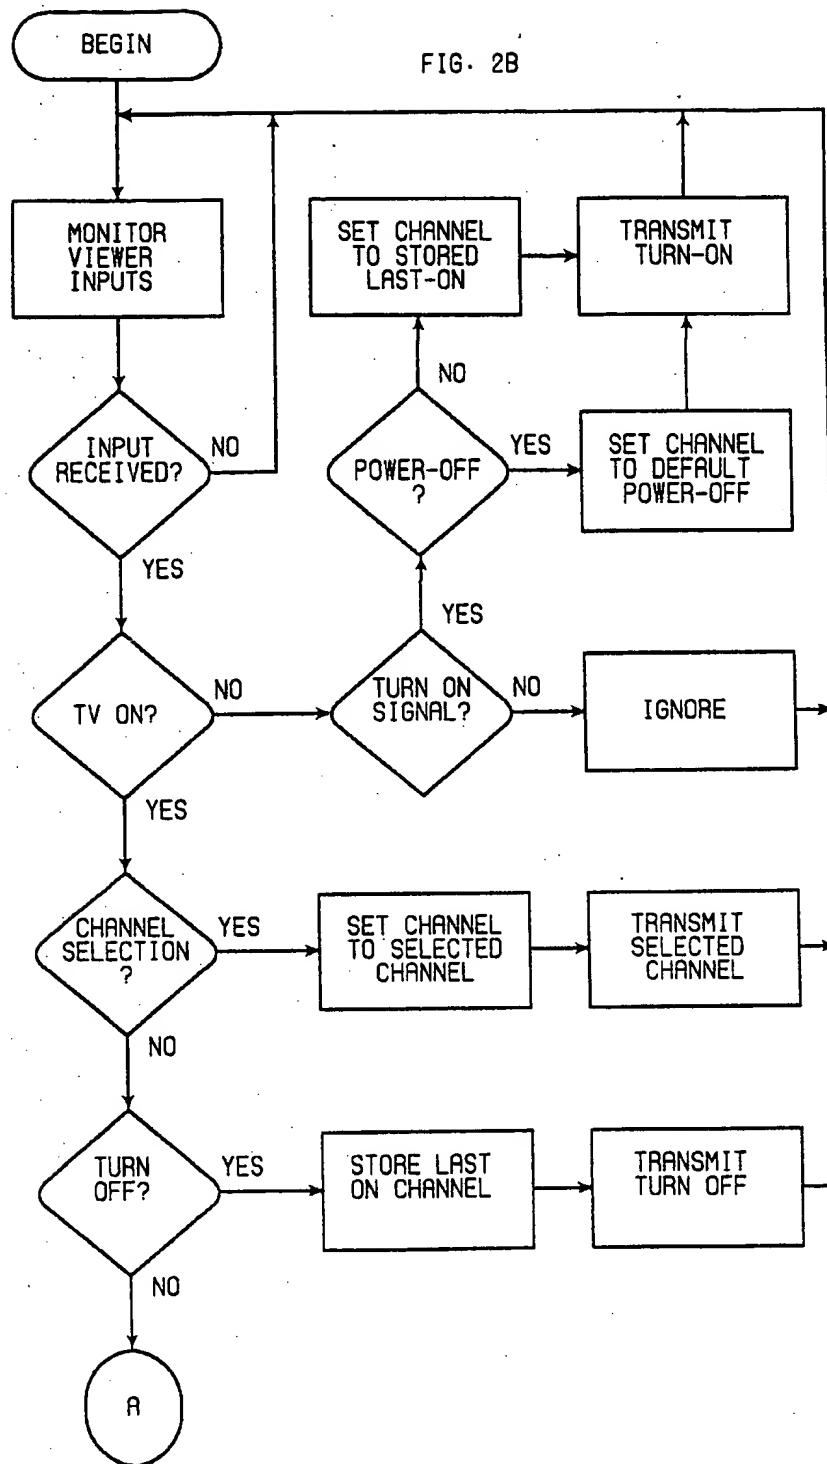 BEGIN
FIG. 2B
MONITOR
VIEWER
INPUTS
SET CHANNEL
TO STORED
LAST-ON
TRANSMIT
TURN-ON
NO
INPUT
RECEIVED?
NO
POWER-OFF
?
YES
SET CHANNEL
TO DEFAULT
POWER-OFF
YES
YES
TV ON?
NO
TURN ON
SIGNAL?
NO
IGNORE
YES
CHANNEL
SELECTION
?
YES
SET CHANNEL
TO SELECTED
CHANNEL
TRANSMIT
SELECTED
CHANNEL
NO
TURN
OFF?
YES
STORE LAST
ON CHANNEL
TRANSMIT
TURN OFF
NO
A